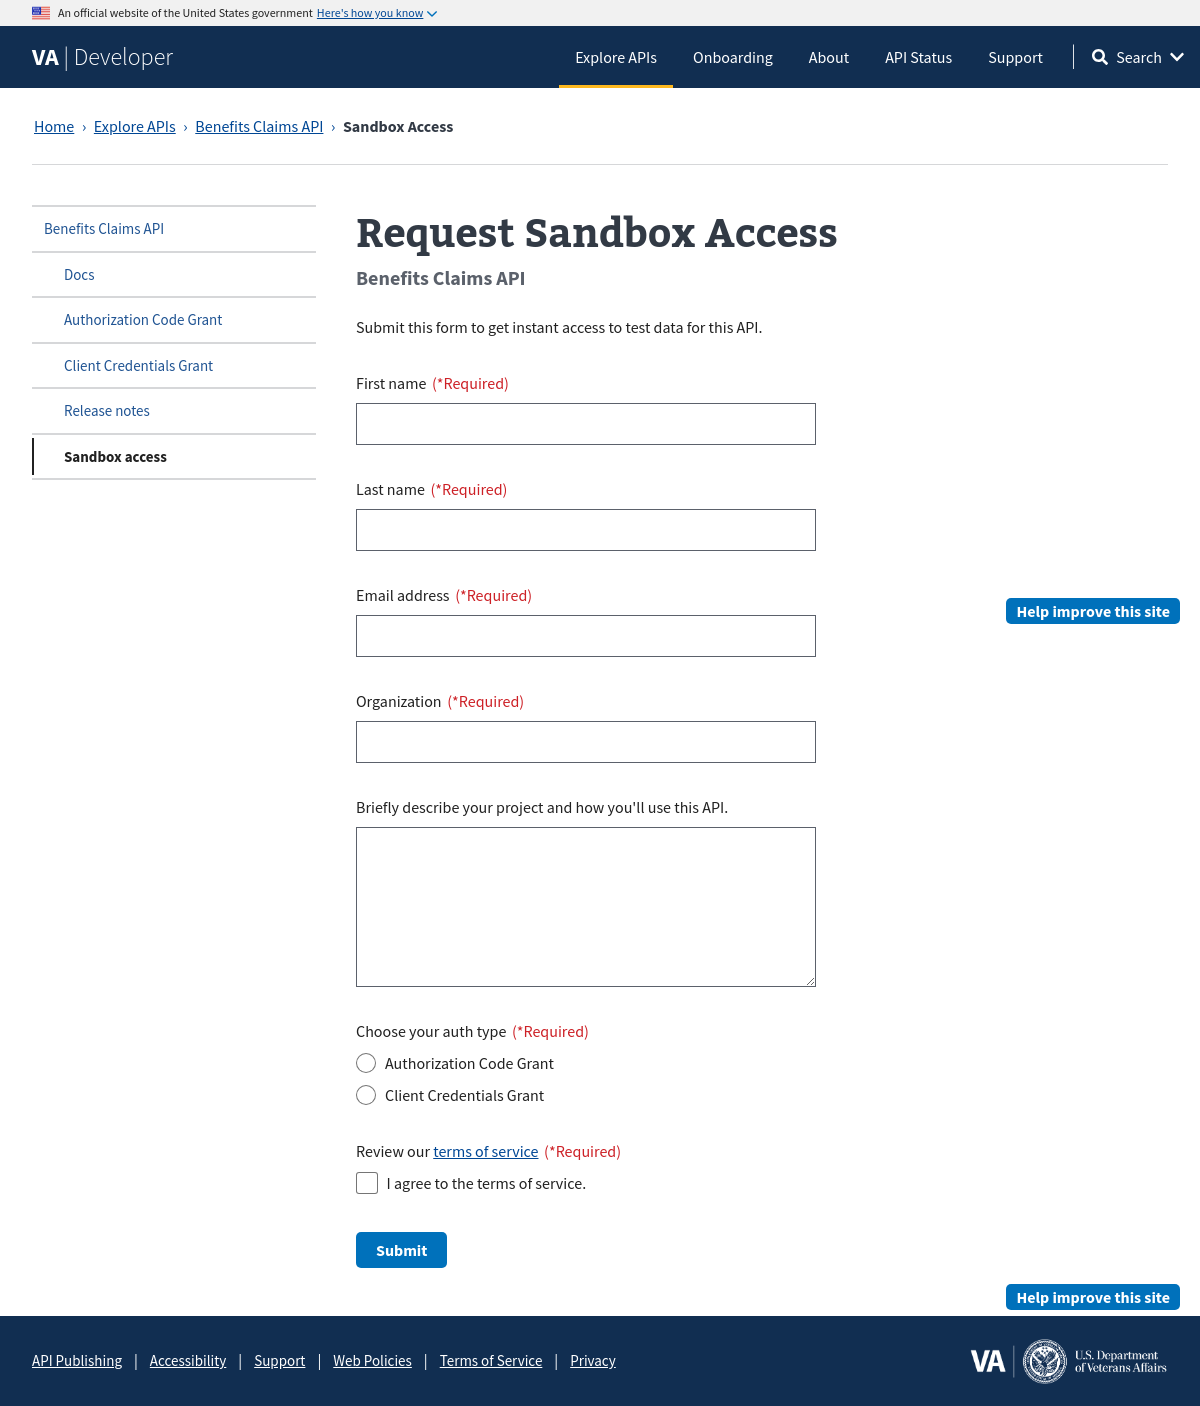 An official website of the United States government Here's how you know
VA | Developer
Explore APIs
Onboarding
About
API Status
Support
Search
Home › Explore APIs › Benefits Claims API › Sandbox Access
Benefits Claims API
Docs
Authorization Code Grant
Client Credentials Grant
Release notes
Sandbox access
Request Sandbox Access
Benefits Claims API
Submit this form to get instant access to test data for this API.
First name (*Required)
Last name (*Required)
Email address (*Required)
Help improve this site
Organization (*Required)
Briefly describe your project and how you'll use this API.
Choose your auth type (*Required)
Authorization Code Grant
Client Credentials Grant
Review our terms of service (*Required)
I agree to the terms of service.
Submit
Help improve this site
API Publishing | Accessibility | Support | Web Policies | Terms of Service | Privacy
VA
U.S. Department
of Veterans Affairs